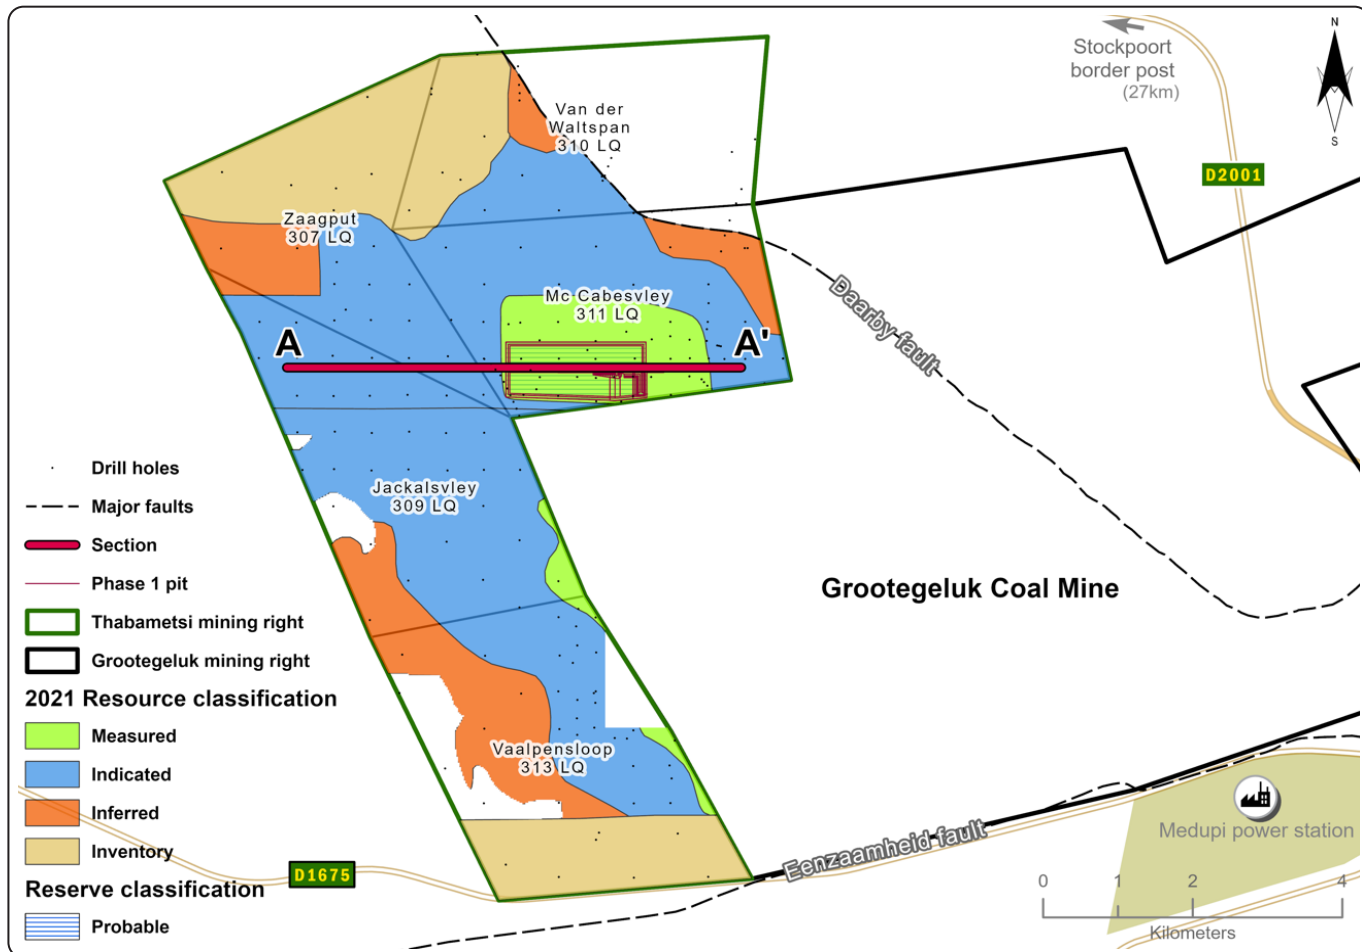 Stockpoort
border post
(27km)
N
S
D2001
Van der
Waltspan
310 LQ
Zaagput
307 LQ
Mc Cabesvley
311 LQ
A
A'
Daarby fault
Jackalsvley
309 LQ
Grootegeluk Coal Mine
Vaalpensloop
313 LQ
Eenzaamheid fault
Medupi power station
D1675
Drill holes
Major faults
Section
Phase 1 pit
Thabametsi mining right
Grootegeluk mining right
2021 Resource classification
Measured
Indicated
Inferred
Inventory
Reserve classification
Probable
0 1 2 4
Kilometers